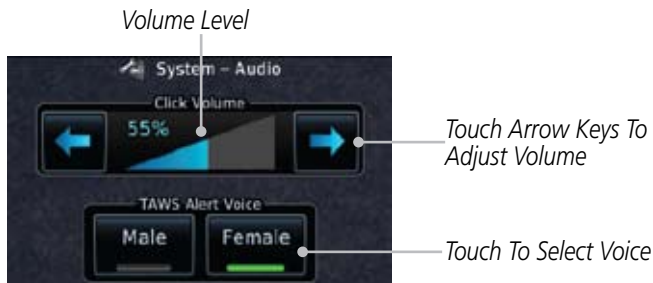 Volume Level
System – Audio
Click Volume
55%
Touch Arrow Keys To
Adjust Volume
TAWS Alert Voice
Male
Female
Touch To Select Voice